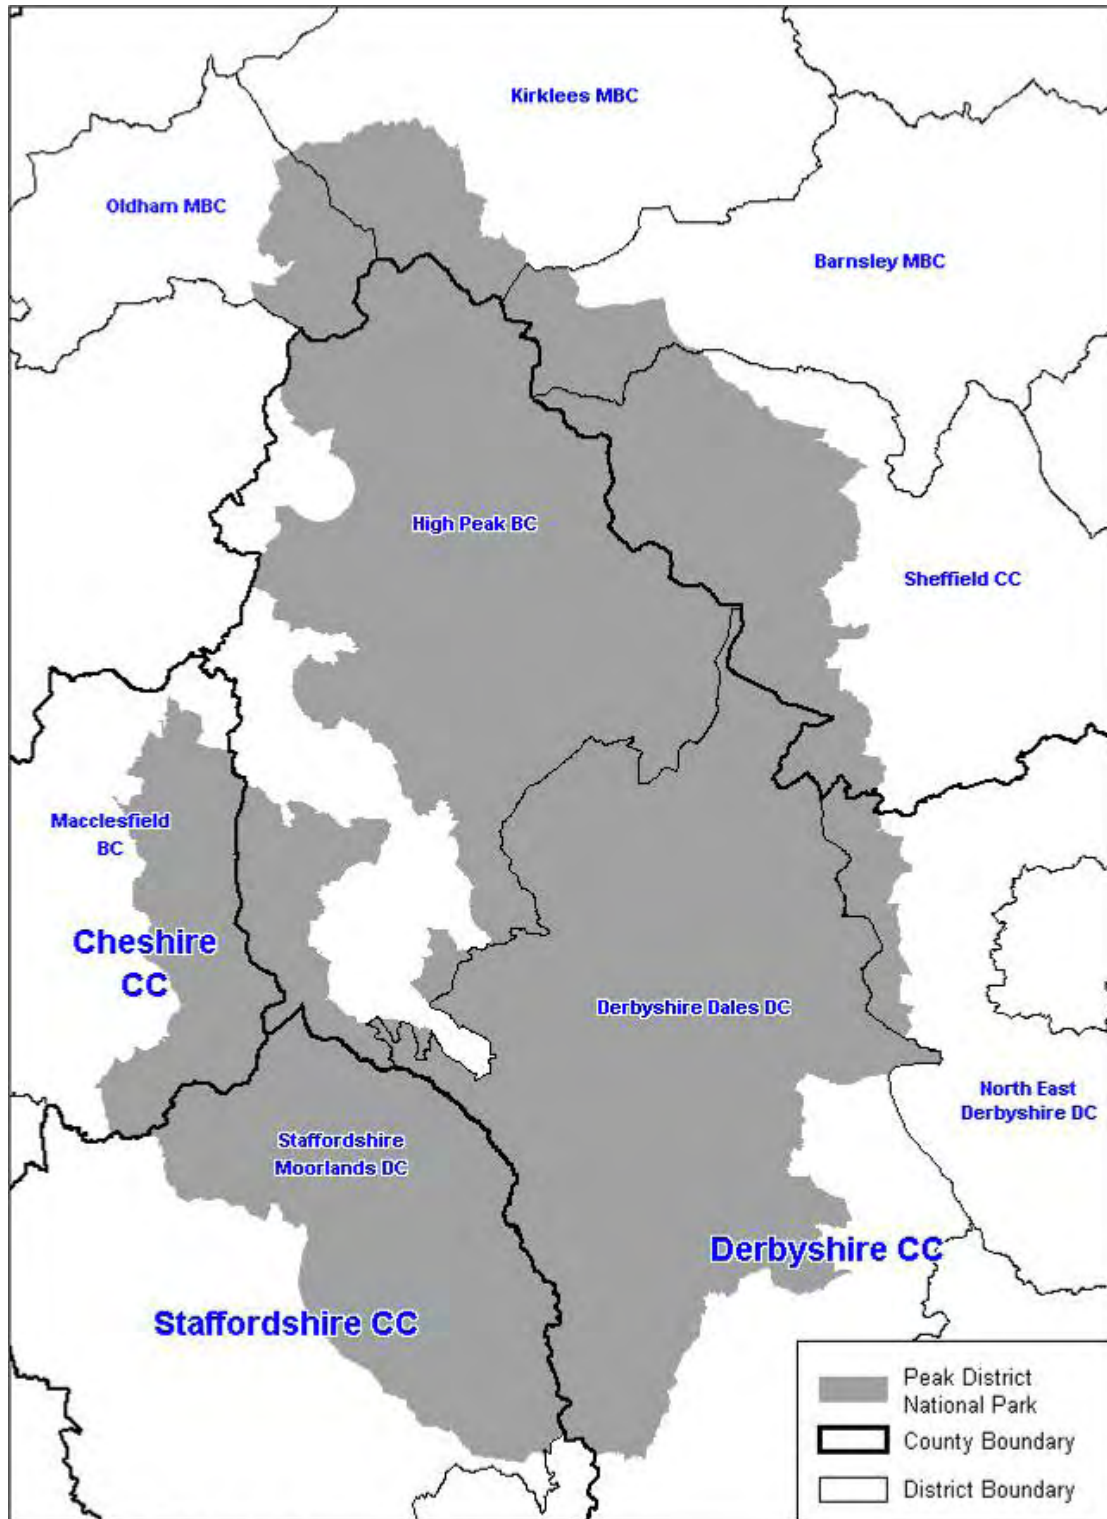 Kirklees MBC
Oldham MBC
Barnsley MBC
High Peak BC
Sheffield CC
Macclesfield
BC
Cheshire
CC
Derbyshire Dales DC
North East
Derbyshire DC
Staffordshire
Moorlands DC
Derbyshire CC
Staffordshire CC
Peak District
National Park
County Boundary
District Boundary